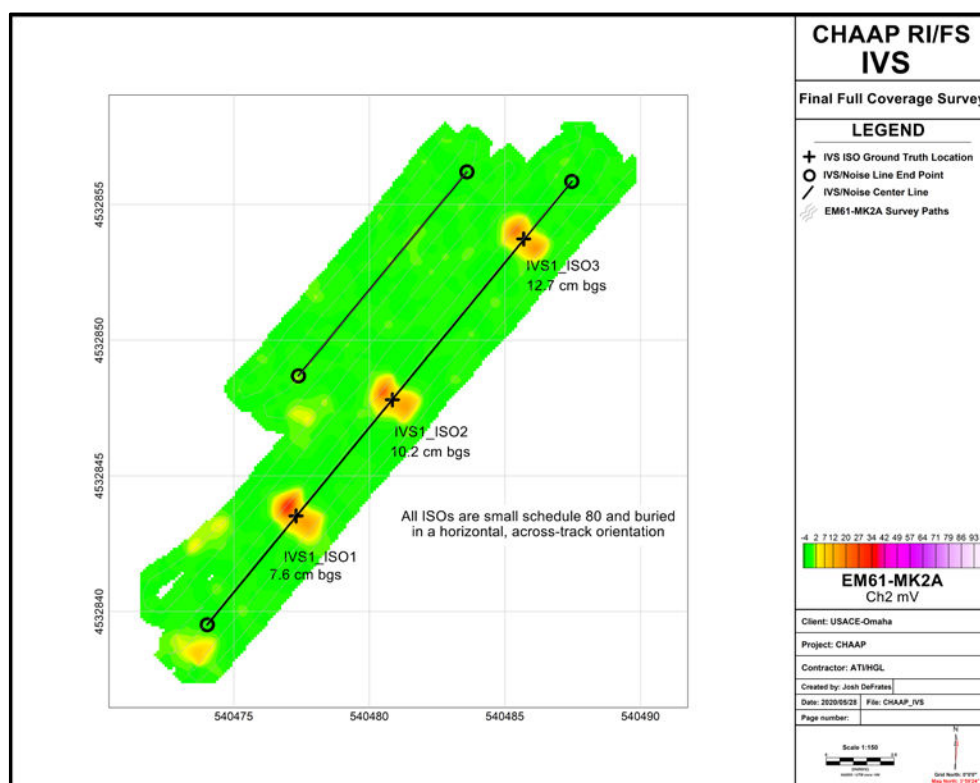 CHAAP RI/FS
IVS
Final Full Coverage Survey
LEGEND
IVS ISO Ground Truth Location
IVS/Noise Line End Point
IVS/Noise Center Line
EM61-MK2A Survey Paths
4532855
4532850
4532845
4532840
IVS1_ISO3
12.7 cm bgs
IVS1_ISO2
10.2 cm bgs
All ISOs are small schedule 80 and buried
in a horizontal, across-track orientation
IVS1_ISO1
7.6 cm bgs
540475
540480
540485
540490
-4 2 7 12 20 27 34 42 49 57 64 71 79 86 93
EM61-MK2A
Ch2 mV
Client: USACE-Omaha
Project: CHAAP
Contractor: ATI/HGL
Created by: Josh DeFrates
Date: 2020/05/28 File: CHAAP_IVS
Page number:
Scale 1:150
N
Grid North:
Map North: